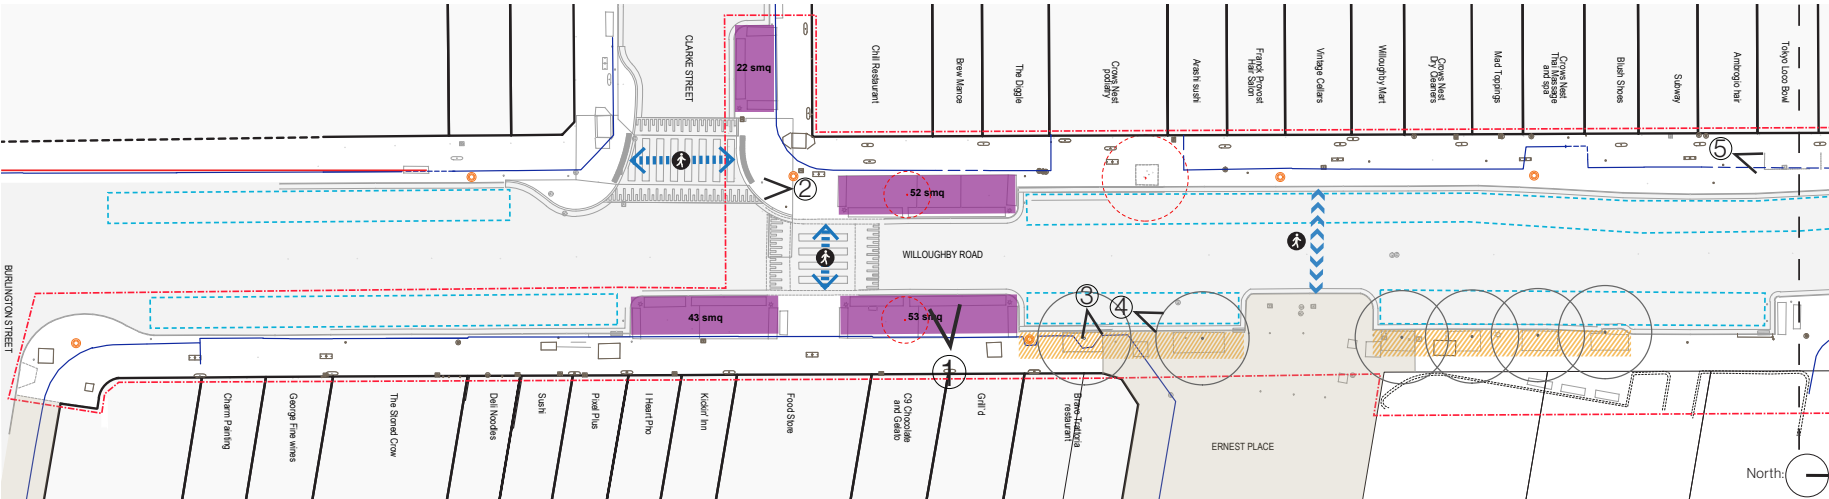 CLARKE STREET
22 smq
Chill Restaurant
Brew Mance
The Diggle
Crows Nest
podiatry
Arashi sushi
Franck Provost
Hair Salon
Vintage Cellars
Willoughby Mart
Crows Nest
Dry Cleaners
Mad Toppings
Crows Nest
Thai Massage
and spa
Blush Shoes
Subway
Ambrogio hair
Tokyo Loco Bowl
5
2
52 smq
WILLOUGHBY ROAD
BURLINGTON STREET
43 smq
53 smq
3
4
1
Charm Painting
George Fine wines
The Stoned Crow
Deli Noodles
Sushi
Pixel Plus
I Heart Pho
Kickin' Inn
Food Store
C9 Chocolate
and Gelato
Grill'd
Bravo Trattoria
restaurant
ERNEST PLACE
North: